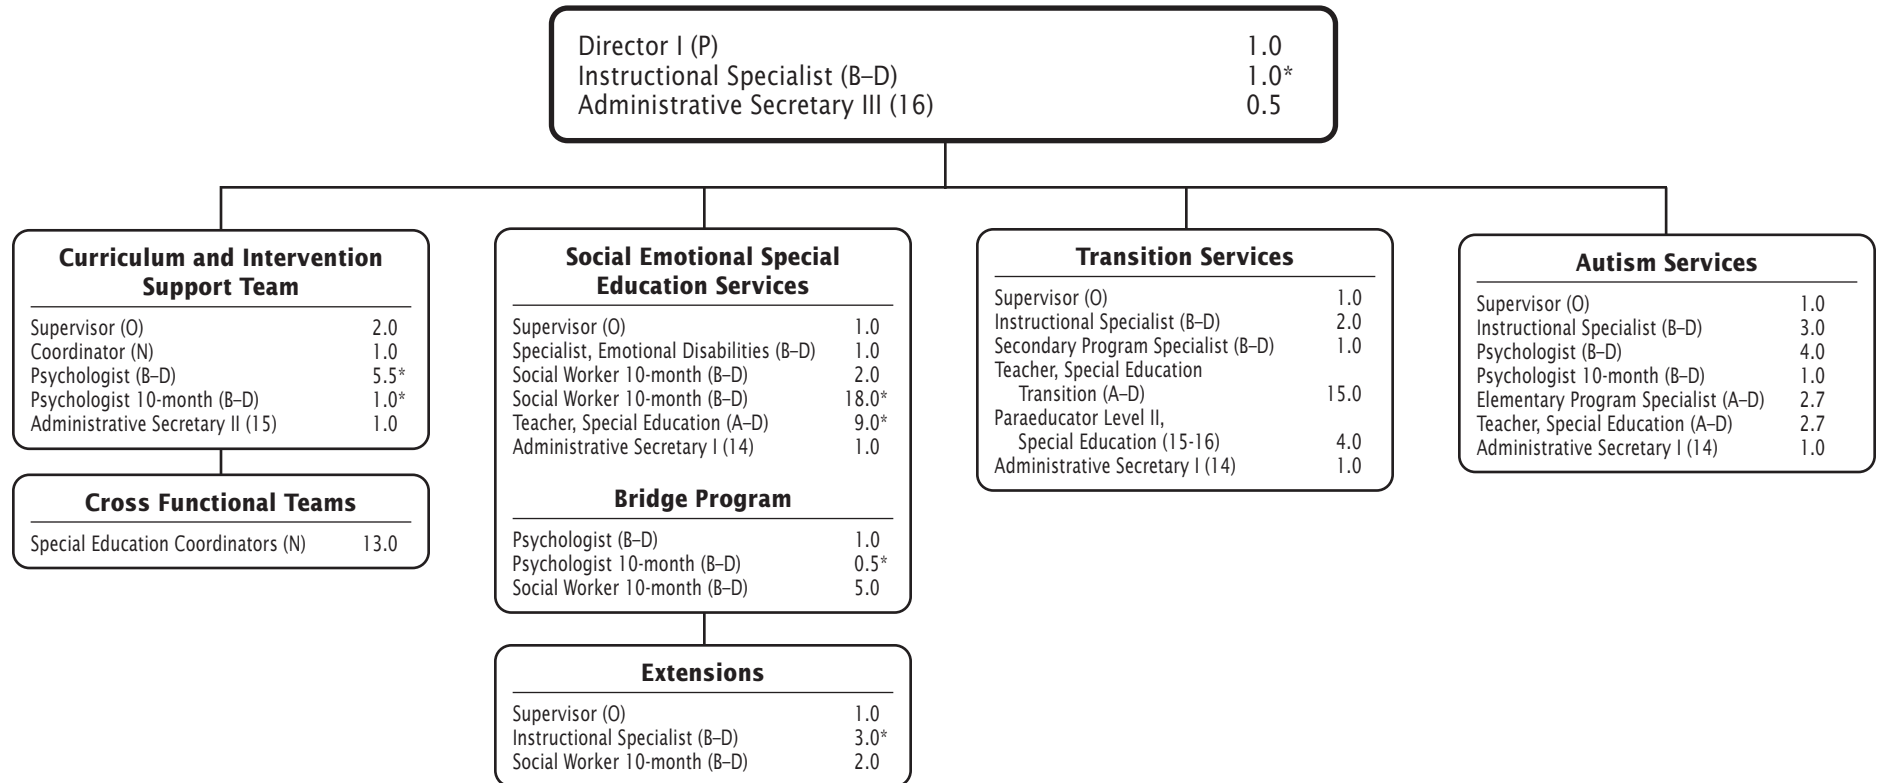 Director I (P) 1.0
Instructional Specialist (B–D) 1.0*
Administrative Secretary III (16) 0.5
Curriculum and Intervention
Support Team
Supervisor (O) 2.0
Coordinator (N) 1.0
Psychologist (B–D) 5.5*
Psychologist 10-month (B–D) 1.0*
Administrative Secretary II (15) 1.0
Cross Functional Teams
Special Education Coordinators (N) 13.0
Social Emotional Special
Education Services
Supervisor (O) 1.0
Specialist, Emotional Disabilities (B–D) 1.0
Social Worker 10-month (B–D) 2.0
Social Worker 10-month (B–D) 18.0*
Teacher, Special Education (A–D) 9.0*
Administrative Secretary I (14) 1.0
Bridge Program
Psychologist (B–D) 1.0
Psychologist 10-month (B–D) 0.5*
Social Worker 10-month (B–D) 5.0
Extensions
Supervisor (O) 1.0
Instructional Specialist (B–D) 3.0*
Social Worker 10-month (B–D) 2.0
Transition Services
Supervisor (O) 1.0
Instructional Specialist (B–D) 2.0
Secondary Program Specialist (B–D) 1.0
Teacher, Special Education
Transition (A–D) 15.0
Paraeducator Level II,
Special Education (15-16) 4.0
Administrative Secretary I (14) 1.0
Autism Services
Supervisor (O) 1.0
Instructional Specialist (B–D) 3.0
Psychologist (B–D) 4.0
Psychologist 10-month (B–D) 1.0
Elementary Program Specialist (A–D) 2.7
Teacher, Special Education (A–D) 2.7
Administrative Secretary I (14) 1.0